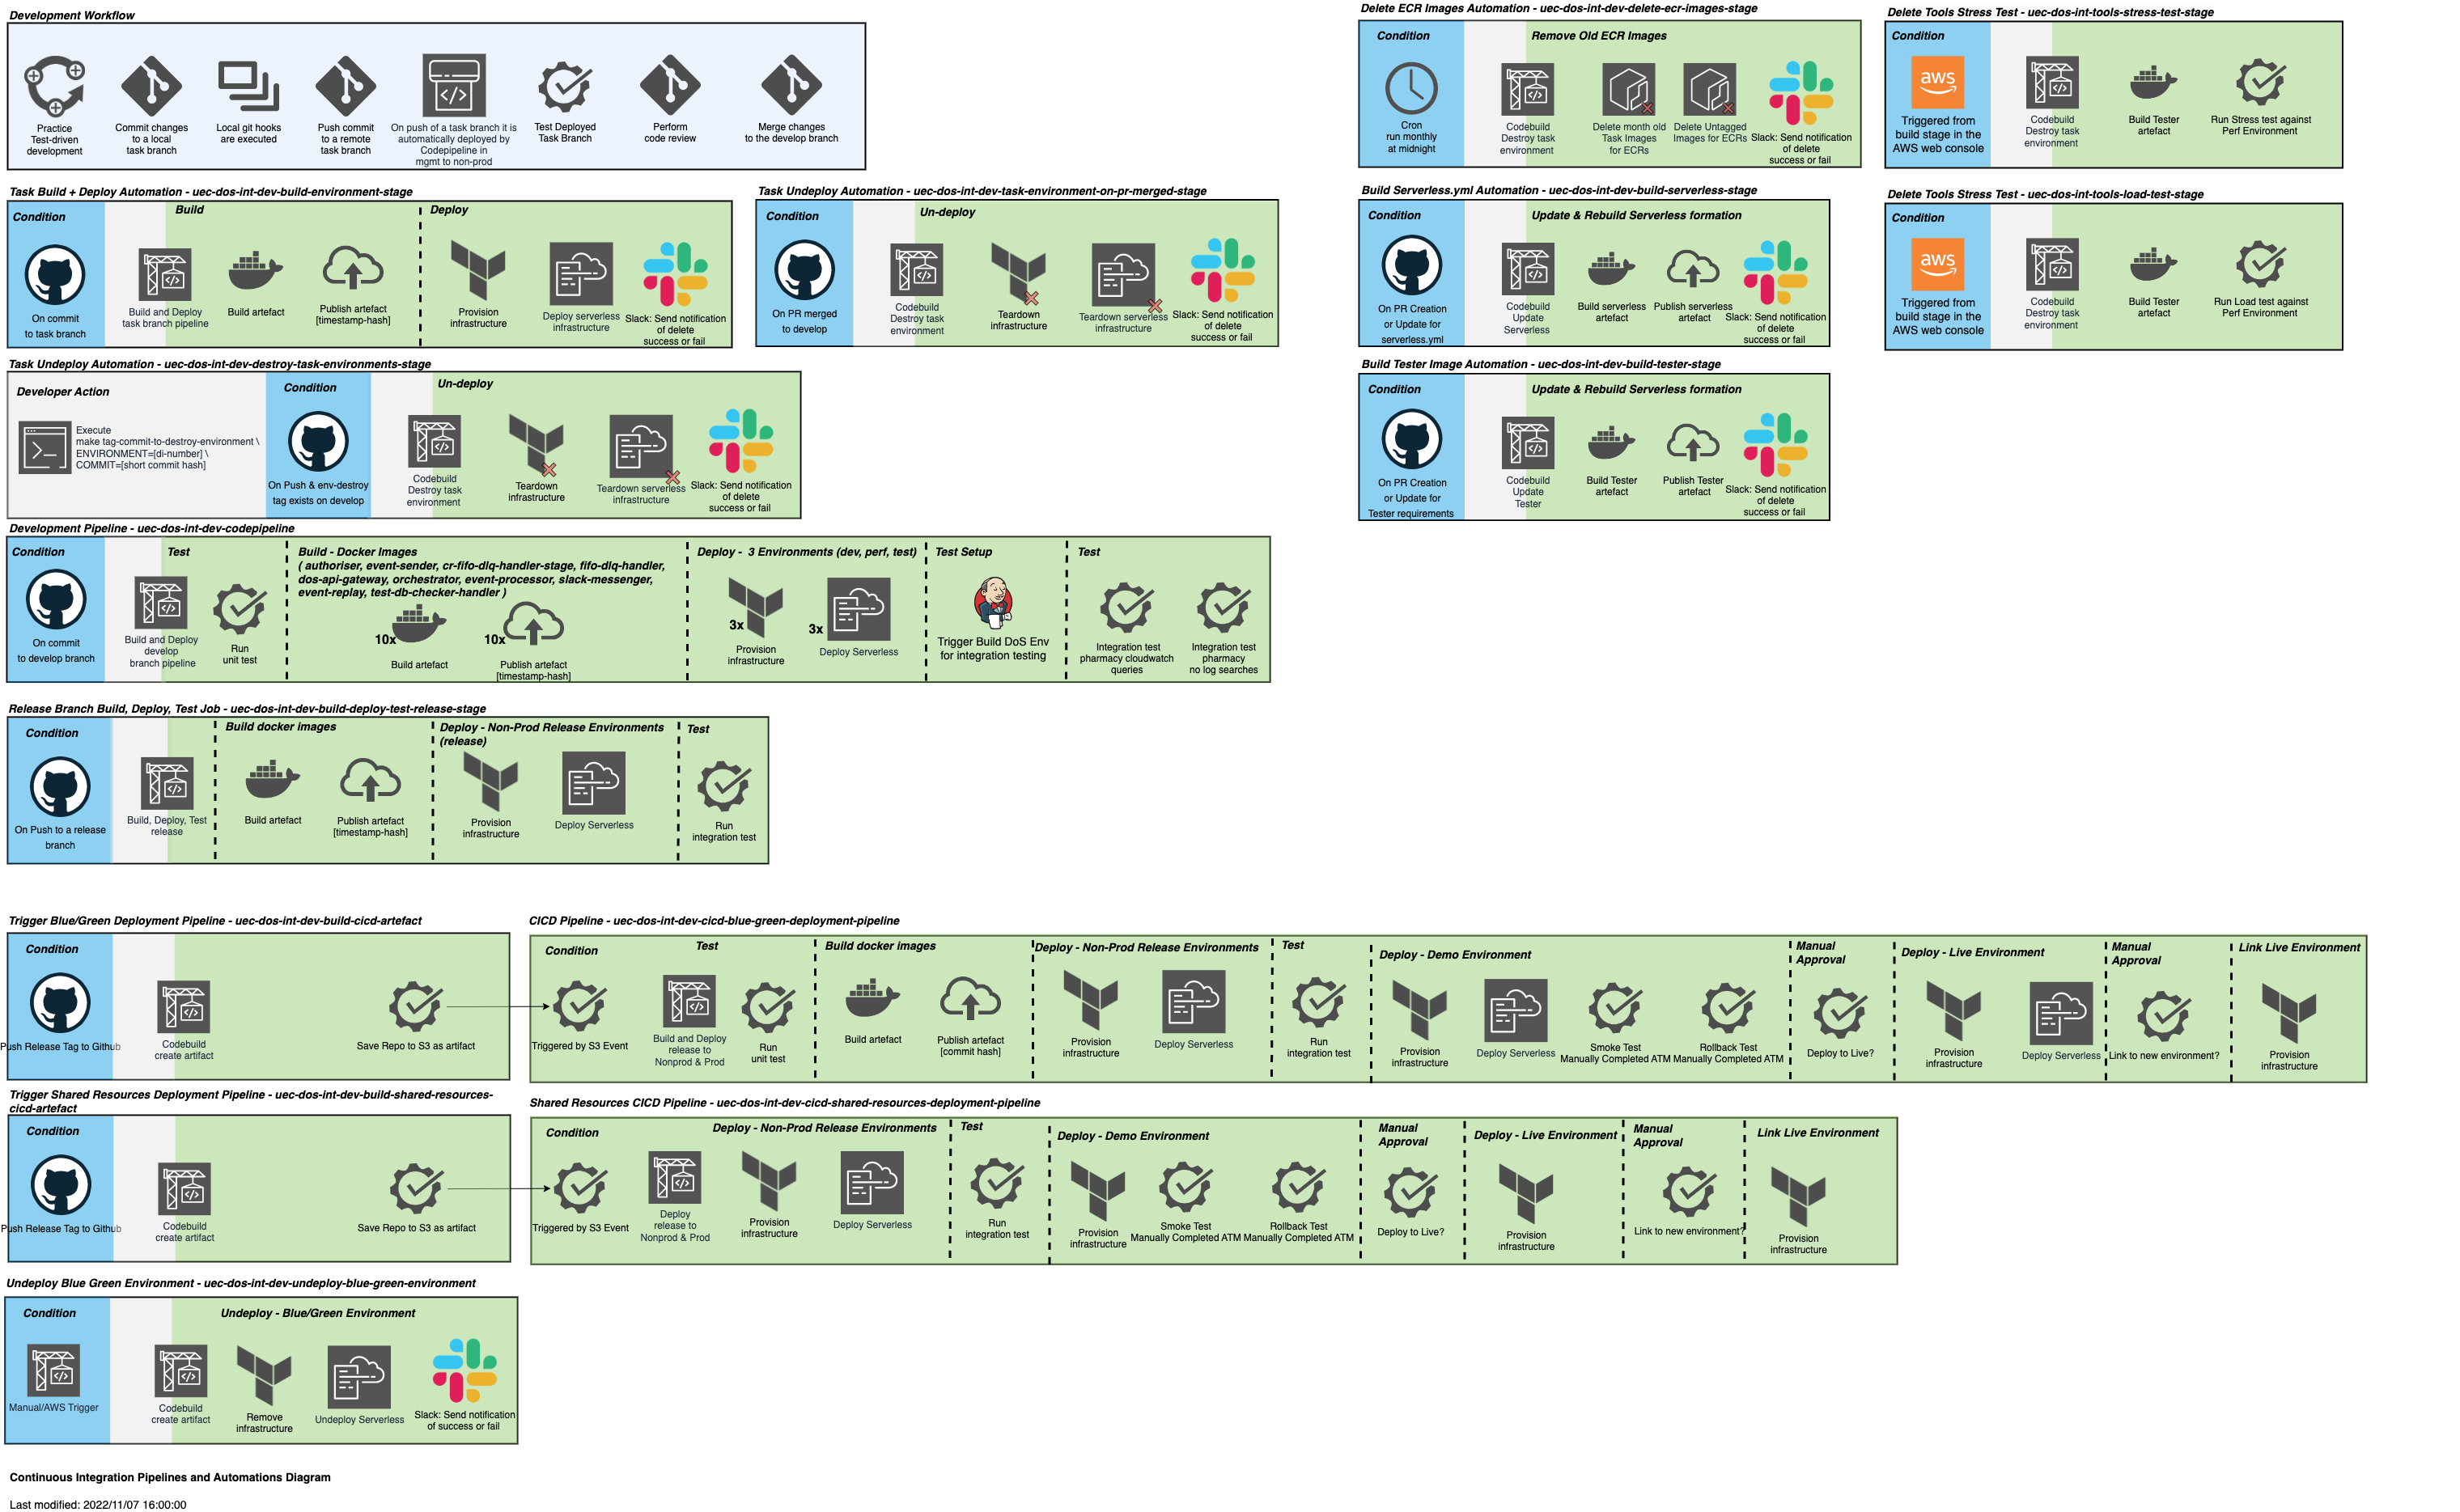 Development Workflow
Practice
Test-driven
development
Commit changes
to a local
task branch
Local git hooks
are executed
Push commit
to a remote
task branch
On push of a task branch it is
automatically deployed by
Codepipeline in
mgmt to non-prod
Test Deployed
Task Branch
Perform
code review
Merge changes
to the develop branch
Delete ECR Images Automation - uec-dos-int-dev-delete-ecr-images-stage
Condition
Remove Old ECR Images
Cron
run monthly
at midnight
Codebuild
Destroy task
environment
Delete month old
Task Images
for ECRs
Delete Untagged
Images for ECRs
Slack: Send notification
of delete
success or fail
Delete Tools Stress Test - uec-dos-int-tools-stress-test-stage
Condition
aws
Triggered from
build stage in the
AWS web console
Codebuild
Destroy task
environment
Build Tester
artefact
Run Stress test against
Perf Environment
Task Build + Deploy Automation - uec-dos-int-dev-build-environment-stage
Condition
Build
Deploy
On commit
to task branch
Build and Deploy
task branch pipeline
Build artefact
Publish artefact
[timestamp-hash]
Provision
infrastructure
Deploy serverless
infrastructure
Slack: Send notification
of delete
success or fail
Task Undeploy Automation - uec-dos-int-dev-task-environment-on-pr-merged-stage
Condition
Un-deploy
On PR merged
to develop
Codebuild
Destroy task
environment
Teardown
infrastructure
Teardown serverless
infrastructure
Slack: Send notification
of delete
success or fail
Build Serverless.yml Automation - uec-dos-int-dev-build-serverless-stage
Condition
Update & Rebuild Serverless formation
On PR Creation
or Update for
serverless.yml
Codebuild
Update
Serverless
Build serverless
artefact
Publish serverless
artefact
Slack: Send notification
of delete
success or fail
Delete Tools Stress Test - uec-dos-int-tools-load-test-stage
Condition
aws
Triggered from
build stage in the
AWS web console
Codebuild
Destroy task
environment
Build Tester
artefact
Run Load test against
Perf Environment
Task Undeploy Automation - uec-dos-int-dev-destroy-task-environments-stage
Developer Action
Execute
make tag-commit-to-destroy-environment \
ENVIRONMENT=[di-number] \
COMMIT=[short commit hash]
Condition
Un-deploy
On Push & env-destroy
tag exists on develop
Codebuild
Destroy task
environment
Teardown
infrastructure
Teardown serverless
infrastructure
Slack: Send notification
of delete
success or fail
Build Tester Image Automation - uec-dos-int-dev-build-tester-stage
Condition
Update & Rebuild Serverless formation
On PR Creation
or Update for
Tester requirements
Codebuild
Update
Tester
Build Tester
artefact
Publish Tester
artefact
Slack: Send notification
of delete
success or fail
Development Pipeline - uec-dos-int-dev-codepipeline
Condition
Test
Build - Docker Images
( authoriser, event-sender, cr-fifo-dlq-handler-stage, fifo-dlq-handler,
dos-api-gateway, orchestrator, event-processor, slack-messenger,
event-replay, test-db-checker-handler )
Deploy - 3 Environments (dev, perf, test)
Test Setup
Test
On commit
to develop branch
Build and Deploy
develop
branch pipeline
Run
unit test
10x
Build artefact
10x
Publish artefact
[timestamp-hash]
3x
Provision
infrastructure
3x
Deploy Serverless
Trigger Build DoS Env
for integration testing
Integration test
pharmacy cloudwatch
queries
Integration test
pharmacy
no log searches
Release Branch Build, Deploy, Test Job - uec-dos-int-dev-build-deploy-test-release-stage
Condition
Build docker images
Deploy - Non-Prod Release Environments
(release)
Test
On Push to a release
branch
Build, Deploy, Test
release
Build artefact
Publish artefact
[timestamp-hash]
Provision
infrastructure
Deploy Serverless
Run
integration test
Trigger Blue/Green Deployment Pipeline - uec-dos-int-dev-build-cicd-artefact
Condition
Push Release Tag to Github
Codebuild
create artifact
Save Repo to S3 as artifact
CICD Pipeline - uec-dos-int-dev-cicd-blue-green-deployment-pipeline
Condition
Test
Build docker images
Deploy - Non-Prod Release Environments
Test
Deploy - Demo Environment
Manual
Approval
Deploy - Live Environment
Manual
Approval
Link Live Environment
Triggered by S3 Event
Build and Deploy
release to
Nonprod & Prod
Run
unit test
Build artefact
Publish artefact
[commit hash]
Provision
infrastructure
Deploy Serverless
Run
integration test
Provision
infrastructure
Deploy Serverless
Smoke Test
Manually Completed ATM
Rollback Test
Manually Completed ATM
Deploy to Live?
Provision
infrastructure
Deploy Serverless
Link to new environment?
Provision
infrastructure
Trigger Shared Resources Deployment Pipeline - uec-dos-int-dev-build-shared-resources-
cicd-artefact
Condition
Push Release Tag to Github
Codebuild
create artifact
Save Repo to S3 as artifact
Shared Resources CICD Pipeline - uec-dos-int-dev-cicd-shared-resources-deployment-pipeline
Condition
Deploy - Non-Prod Release Environments
Test
Deploy - Demo Environment
Manual
Approval
Deploy - Live Environment
Manual
Approval
Link Live Environment
Triggered by S3 Event
Deploy
release to
Nonprod & Prod
Provision
infrastructure
Deploy Serverless
Run
integration test
Provision
infrastructure
Smoke Test
Manually Completed ATM
Rollback Test
Manually Completed ATM
Deploy to Live?
Provision
infrastructure
Link to new environment?
Provision
infrastructure
Undeploy Blue Green Environment - uec-dos-int-dev-undeploy-blue-green-environment
Condition
Undeploy - Blue/Green Environment
Manual/AWS Trigger
Codebuild
create artifact
Remove
infrastructure
Undeploy Serverless
Slack: Send notification
of success or fail
Continuous Integration Pipelines and Automations Diagram
Last modified: 2022/11/07 16:00:00